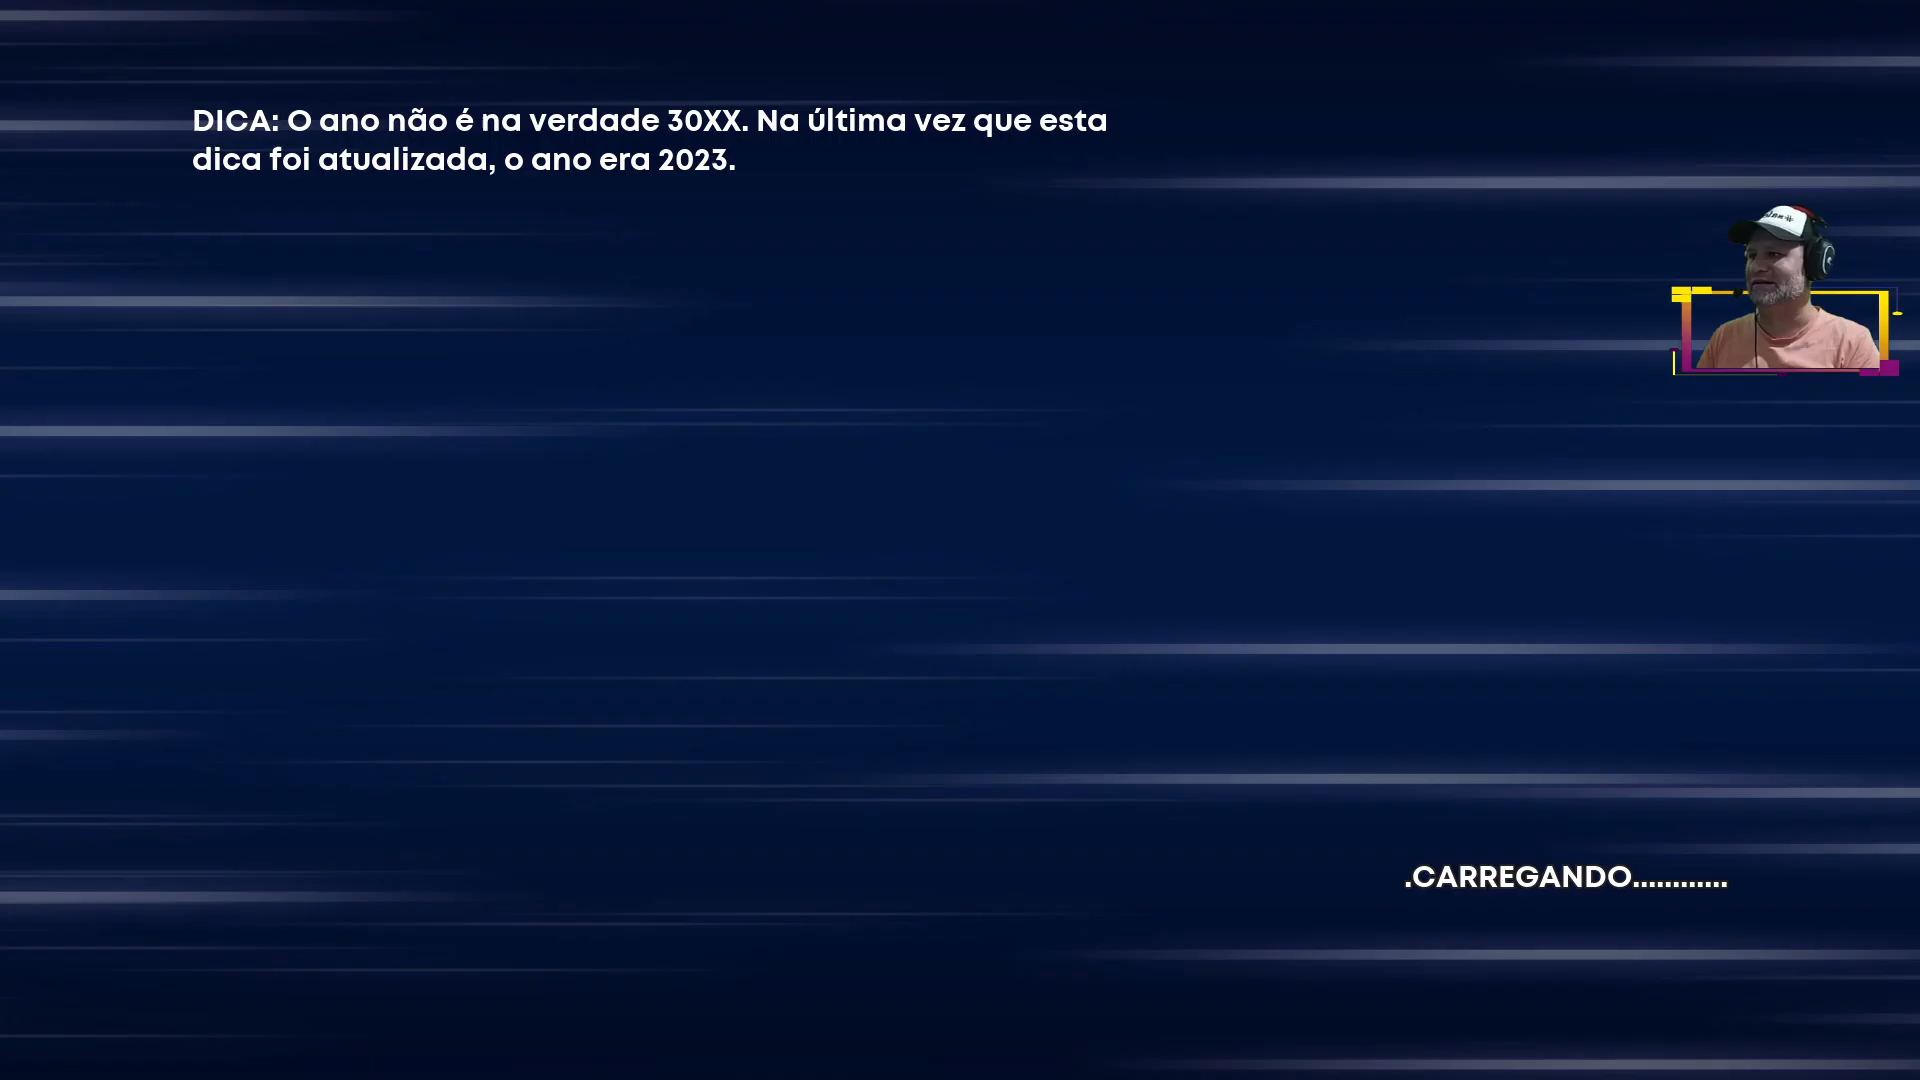 DICA: O ano não é na verdade 30XX. Na última vez que esta
dica foi atualizada, o ano era 2023.
.CARREGANDO............